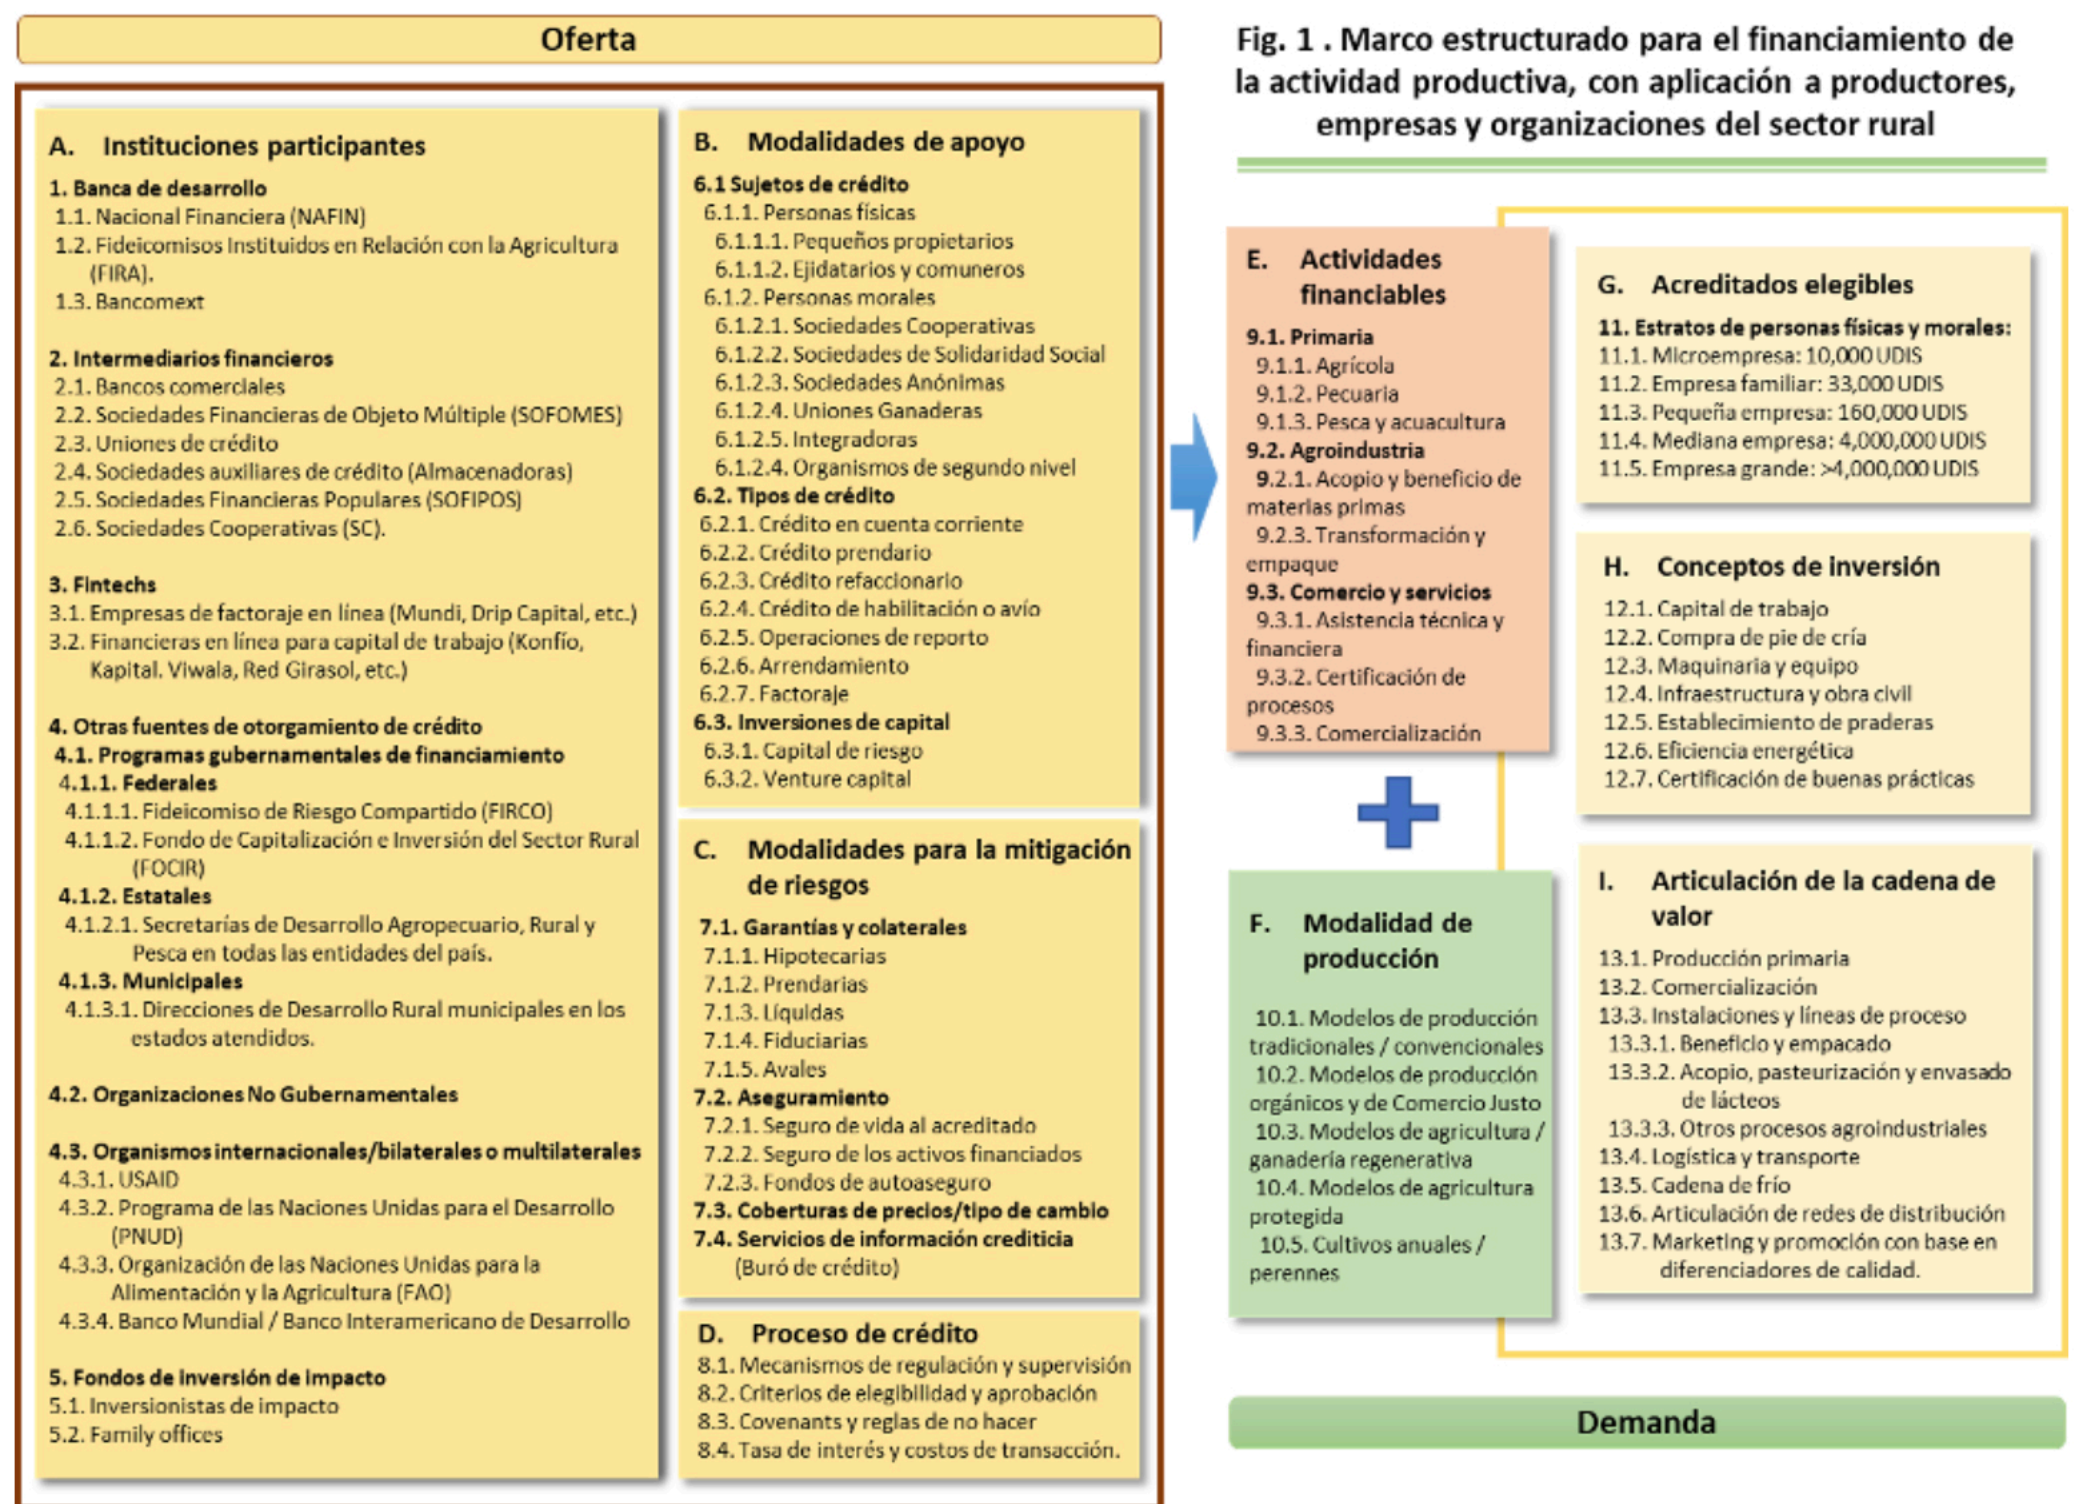 Oferta
A. Instituciones participantes
1. Banca de desarrollo
1.1. Nacional Financiera (NAFIN)
1.2. Fideicomisos Instituidos en Relación con la Agricultura
(FIRA).
1.3. Bancomext
2. Intermediarios financieros
2.1. Bancos comerciales
2.2. Sociedades Financieras de Objeto Múltiple (SOFOMES)
2.3. Uniones de crédito
2.4. Sociedades auxiliares de crédito (Almacenadoras)
2.5. Sociedades Financieras Populares (SOFIPOS)
2.6. Sociedades Cooperativas (SC).
3. Fintechs
3.1. Empresas de factoraje en línea (Mundi, Drip Capital, etc.)
3.2. Financieras en línea para capital de trabajo (Konfío,
Kapital. Viwala, Red Girasol, etc.)
4. Otras fuentes de otorgamiento de crédito
4.1. Programas gubernamentales de financiamiento
4.1.1. Federales
4.1.1.1. Fideicomiso de Riesgo Compartido (FIRCO)
4.1.1.2. Fondo de Capitalización e Inversión del Sector Rural
(FOCIR)
4.1.2. Estatales
4.1.2.1. Secretarías de Desarrollo Agropecuario, Rural y
Pesca en todas las entidades del país.
4.1.3. Municipales
4.1.3.1. Direcciones de Desarrollo Rural municipales en los
estados atendidos.
4.2. Organizaciones No Gubernamentales
4.3. Organismos internacionales/bilaterales o multilaterales
4.3.1. USAID
4.3.2. Programa de las Naciones Unidas para el Desarrollo
(PNUD)
4.3.3. Organización de las Naciones Unidas para la
Alimentación y la Agricultura (FAO)
4.3.4. Banco Mundial / Banco Interamericano de Desarrollo
5. Fondos de inversión de impacto
5.1. Inversionistas de impacto
5.2. Family offices
B. Modalidades de apoyo
6.1 Sujetos de crédito
6.1.1. Personas físicas
6.1.1.1. Pequeños propietarios
6.1.1.2. Ejidatarios y comuneros
6.1.2. Personas morales
6.1.2.1. Sociedades Cooperativas
6.1.2.2. Sociedades de Solidaridad Social
6.1.2.3. Sociedades Anónimas
6.1.2.4. Uniones Ganaderas
6.1.2.5. Integradoras
6.1.2.4. Organismos de segundo nivel
6.2. Tipos de crédito
6.2.1. Crédito en cuenta corriente
6.2.2. Crédito prendario
6.2.3. Crédito refaccionario
6.2.4. Crédito de habilitación o avío
6.2.5. Operaciones de reporto
6.2.6. Arrendamiento
6.2.7. Factoraje
6.3. Inversiones de capital
6.3.1. Capital de riesgo
6.3.2. Venture capital
C. Modalidades para la mitigación
de riesgos
7.1. Garantías y colaterales
7.1.1. Hipotecarias
7.1.2. Prendarias
7.1.3. Líquidas
7.1.4. Fiduciarias
7.1.5. Avales
7.2. Aseguramiento
7.2.1. Seguro de vida al acreditado
7.2.2. Seguro de los activos financiados
7.2.3. Fondos de autoaseguro
7.3. Coberturas de precios/tipo de cambio
7.4. Servicios de información crediticia
(Buró de crédito)
D. Proceso de crédito
8.1. Mecanismos de regulación y supervisión
8.2. Criterios de elegibilidad y aprobación
8.3. Covenants y reglas de no hacer
8.4. Tasa de interés y costos de transacción.
Fig. 1 . Marco estructurado para el financiamiento de
la actividad productiva, con aplicación a productores,
empresas y organizaciones del sector rural
E. Actividades
financiables
9.1. Primaria
9.1.1. Agrícola
9.1.2. Pecuaria
9.1.3. Pesca y acuacultura
9.2. Agroindustria
9.2.1. Acopio y beneficio de
materias primas
9.2.3. Transformación y
empaque
9.3. Comercio y servicios
9.3.1. Asistencia técnica y
financiera
9.3.2. Certificación de
procesos
9.3.3. Comercialización
F. Modalidad de
producción
10.1. Modelos de producción
tradicionales / convencionales
10.2. Modelos de producción
orgánicos y de Comercio Justo
10.3. Modelos de agricultura /
ganadería regenerativa
10.4. Modelos de agricultura
protegida
10.5. Cultivos anuales /
perennes
G. Acreditados elegibles
11. Estratos de personas físicas y morales:
11.1. Microempresa: 10,000 UDIS
11.2. Empresa familiar: 33,000 UDIS
11.3. Pequeña empresa: 160,000 UDIS
11.4. Mediana empresa: 4,000,000 UDIS
11.5. Empresa grande: >4,000,000 UDIS
H. Conceptos de inversión
12.1. Capital de trabajo
12.2. Compra de pie de cría
12.3. Maquinaria y equipo
12.4. Infraestructura y obra civil
12.5. Establecimiento de praderas
12.6. Eficiencia energética
12.7. Certificación de buenas prácticas
I. Articulación de la cadena de
valor
13.1. Producción primaria
13.2. Comercialización
13.3. Instalaciones y líneas de proceso
13.3.1. Beneficio y empacado
13.3.2. Acopio, pasteurización y envasado
de lácteos
13.3.3. Otros procesos agroindustriales
13.4. Logística y transporte
13.5. Cadena de frío
13.6. Articulación de redes de distribución
13.7. Marketing y promoción con base en
diferenciadores de calidad.
Demanda